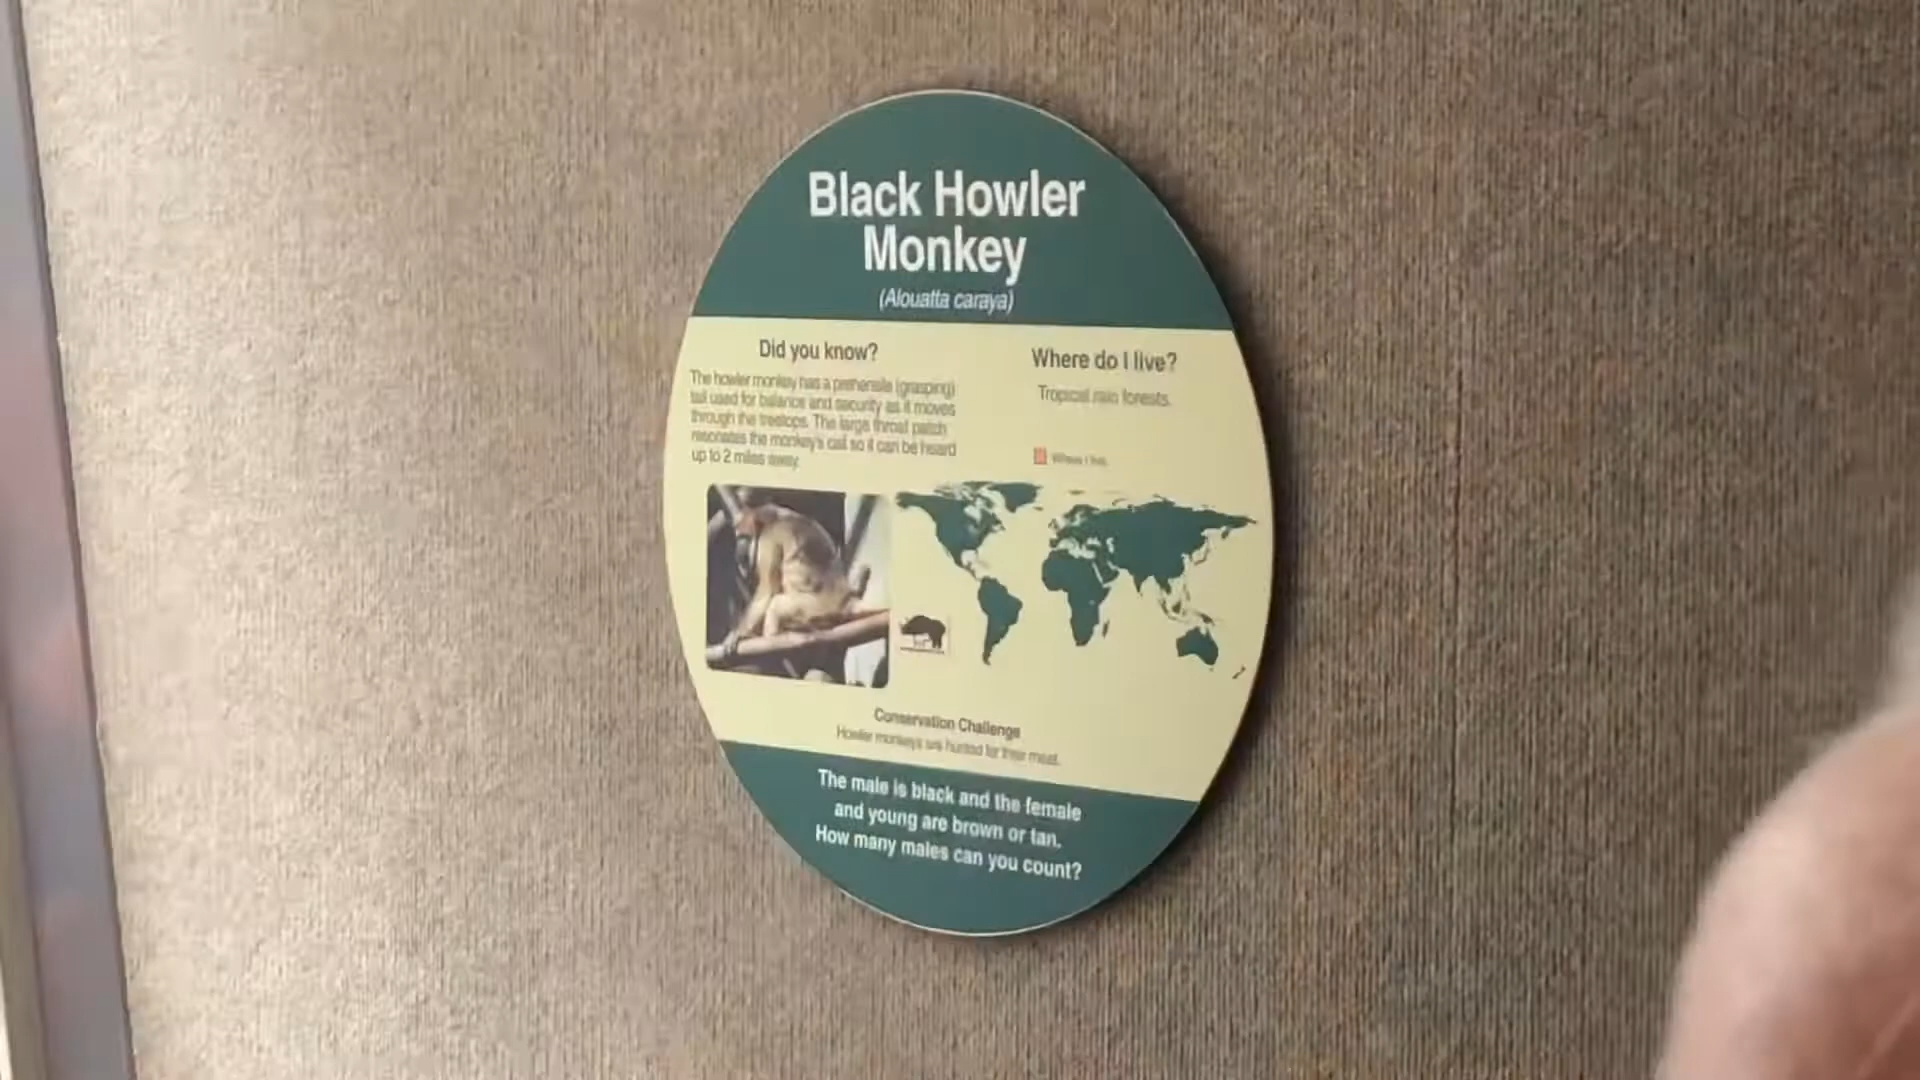 Black Howler
Monkey
(Alouatta caraya)
Did you know?
The howler monkey has a prehensile (grasping)
tail used for balance and security as it moves
through the treetops. The large throat patch
resonates the monkey's call so it can be heard
up to 2 miles away.
Where do I live?
Tropical rain forests.
Where I live.
Conservation Challenge
Howler monkeys are hunted for their meat.
The male is black and the female
and young are brown or tan.
How many males can you count?